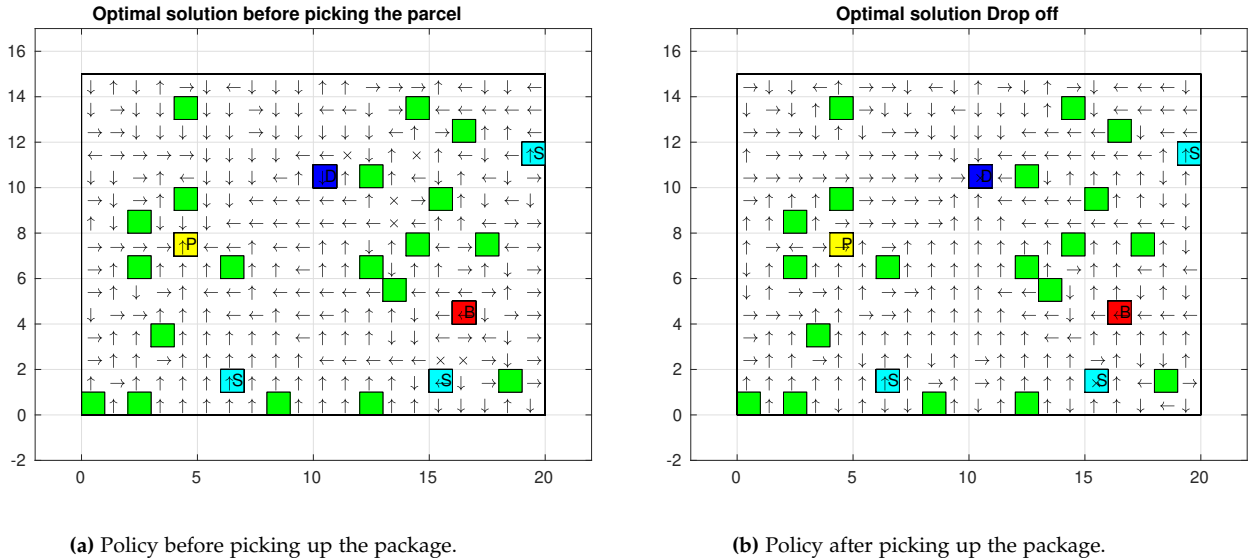 Optimal solution before picking the parcel
16
14
12
10
8
6
4
2
0
-2
0
5
10
15
20
S
D
P
B
S
S
(a) Policy before picking up the package.
Optimal solution Drop off
16
14
12
10
8
6
4
2
0
-2
0
5
10
15
20
S
D
P
B
S
S
(b) Policy after picking up the package.